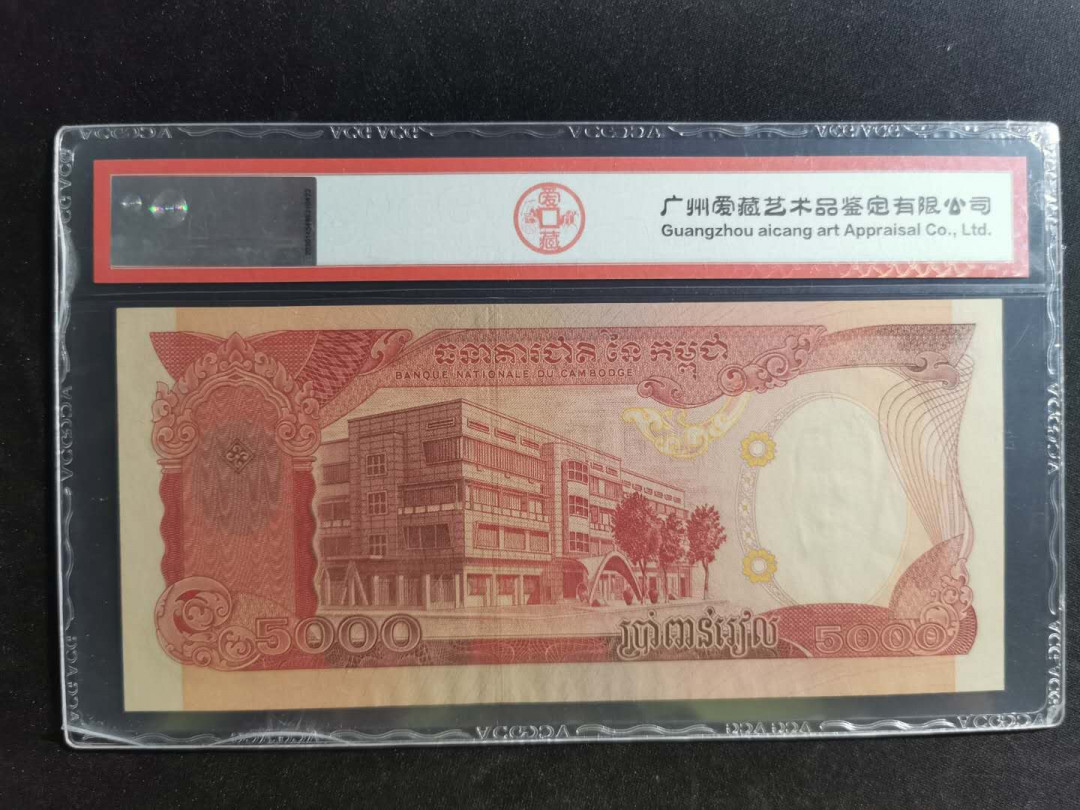 爱
藏
广州爱藏艺术品鉴定有限公司
Guangzhou aicang art Appraisal Co., Ltd.
ធនាគារជាតិ នៃ កម្ពុជា
BANQUE NATIONALE DU CAMBODGE
5000
ប្រាំពាន់រៀល
5000